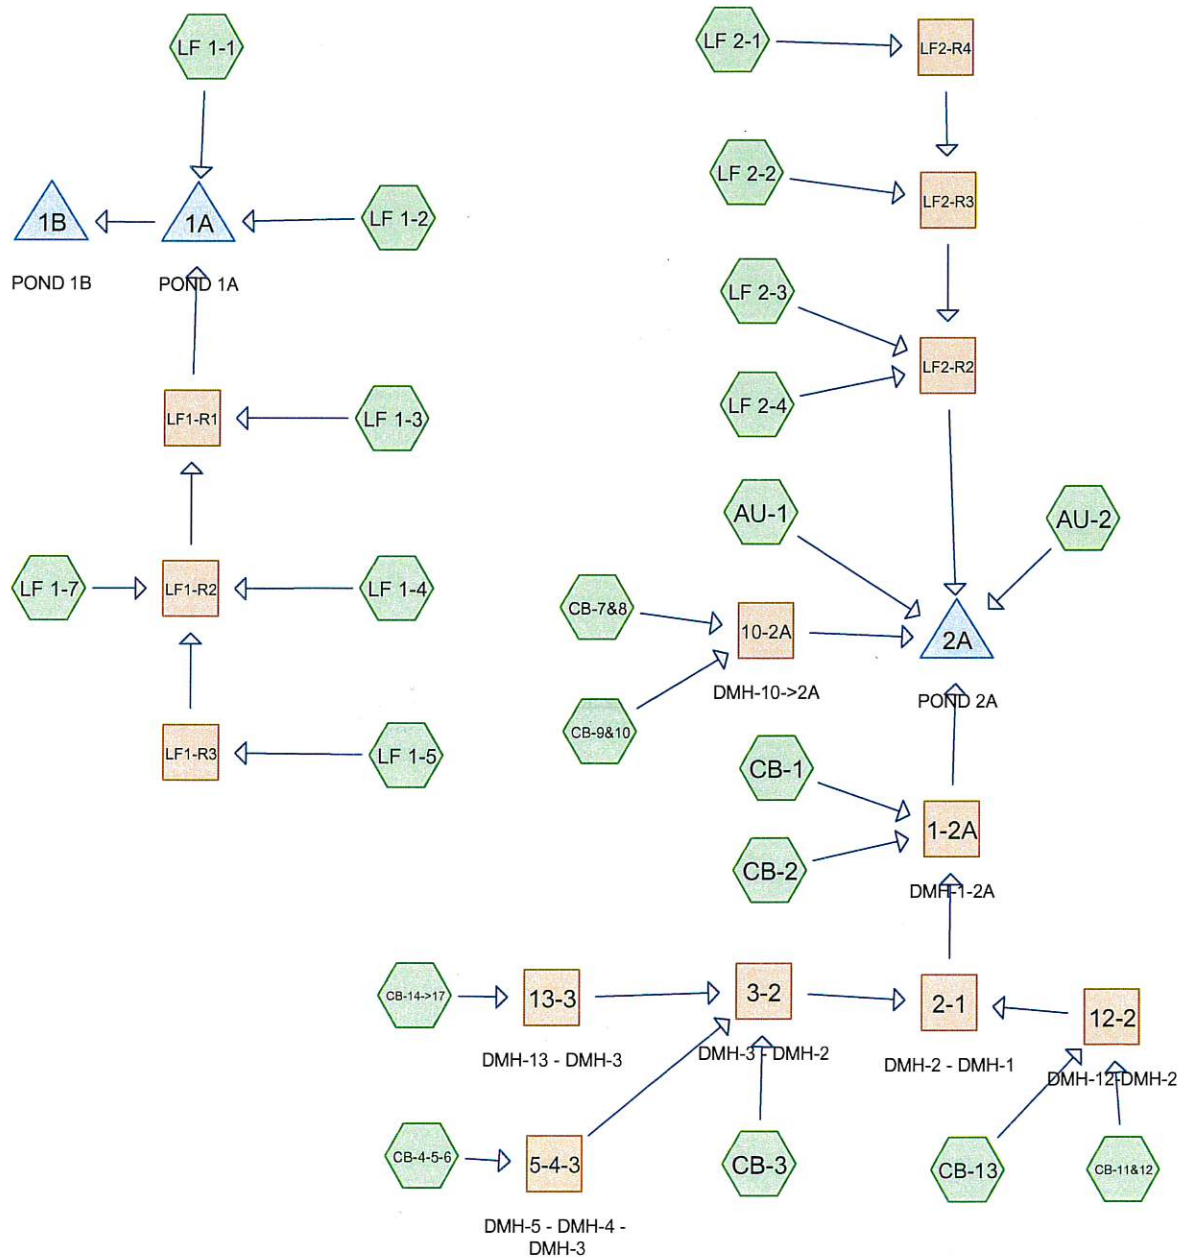 LF 1-1
LF 2-1
LF2-R4
LF 2-2
LF2-R3
1B
1A
LF 1-2
POND 1B
POND 1A
LF 2-3
LF2-R2
LF 2-4
LF1-R1
LF 1-3
AU-1
AU-2
LF 1-7
LF1-R2
LF 1-4
CB-7&8
10-2A
2A
DMH-10->2A
POND 2A
CB-9&10
LF1-R3
LF 1-5
CB-1
1-2A
CB-2
DMH-1-2A
CB-14->17
13-3
3-2
2-1
12-2
DMH-13 - DMH-3
DMH-3 - DMH-2
DMH-2 - DMH-1
DMH-12-DMH-2
CB-4-5-6
5-4-3
CB-3
CB-13
CB-11&12
DMH-5 - DMH-4 -
DMH-3